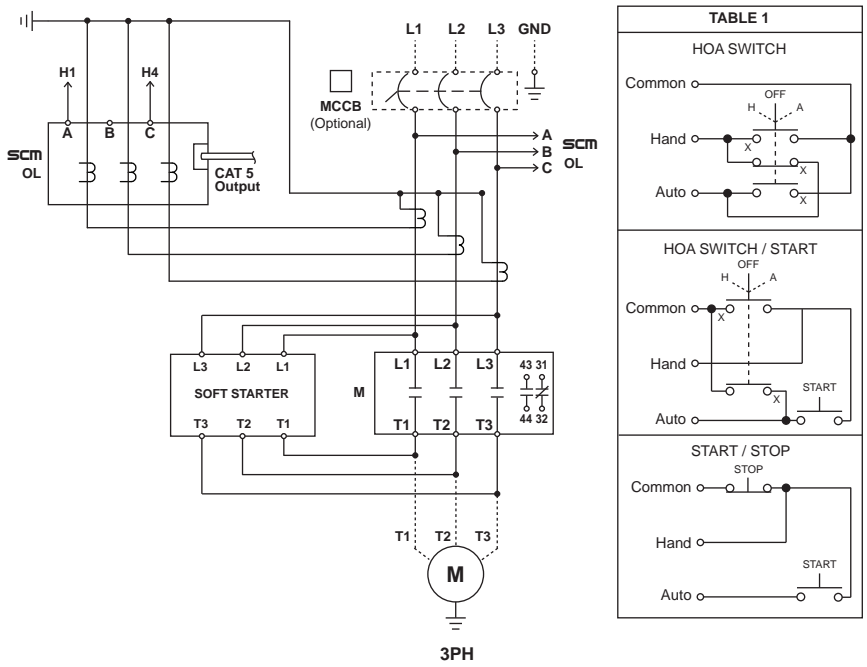 L1 L2 L3 GND
H1 H4
MCCB
(Optional)
A B C
scm
OL
CAT 5
Output
A
B
C
scm
OL
L3 L2 L1
SOFT STARTER
T3 T2 T1
M
L1 L2 L3
43 31
44 32
T1 T2 T3
T1 T2 T3
M
3PH
TABLE 1
HOA SWITCH
Common
OFF
H A
Hand
X
X
Auto
X
HOA SWITCH / START
OFF
H A
Common
X
Hand
X
START
Auto
START / STOP
STOP
Common
Hand
START
Auto